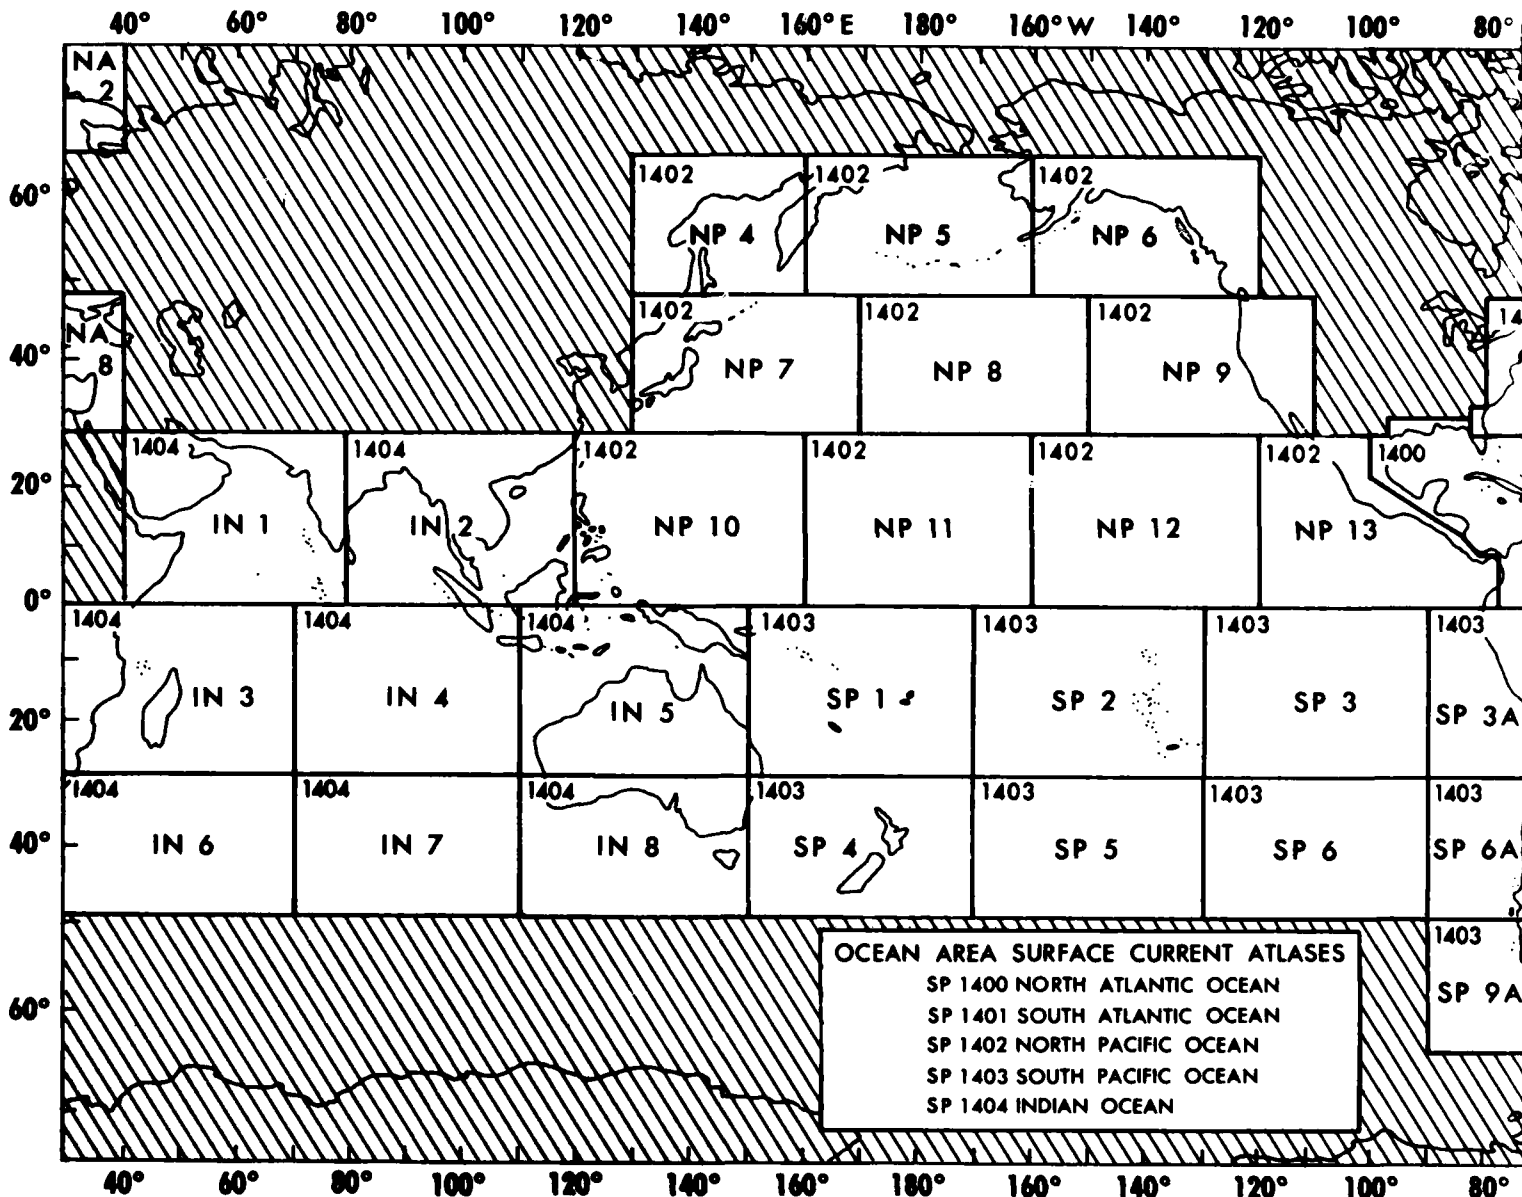 40° 60° 80° 100° 120° 140° 160° E 180° 160° W 140° 120° 100° 80°
NA
2
1402 1402 1402
60°
NP 4 NP 5 NP 6
1402 1402 1402
NA
8
40°
NP 7 NP 8 NP 9
1404 1404 1402 1402 1402 1402 1400
20°
IN 1 IN 2 NP 10 NP 11 NP 12 NP 13
0°
1404 1404 1404 1403 1403 1403 1403
IN 3 IN 4 IN 5 SP 1 SP 2 SP 3 SP 3A
20°
1404 1404 1404 1403 1403 1403 1403
40°
IN 6 IN 7 IN 8 SP 4 SP 5 SP 6 SP 6A
1403
SP 9A
60°
OCEAN AREA SURFACE CURRENT ATLASES
SP 1400 NORTH ATLANTIC OCEAN
SP 1401 SOUTH ATLANTIC OCEAN
SP 1402 NORTH PACIFIC OCEAN
SP 1403 SOUTH PACIFIC OCEAN
SP 1404 INDIAN OCEAN
40° 60° 80° 100° 120° 140° 160° 180° 160° 140° 120° 100° 80°